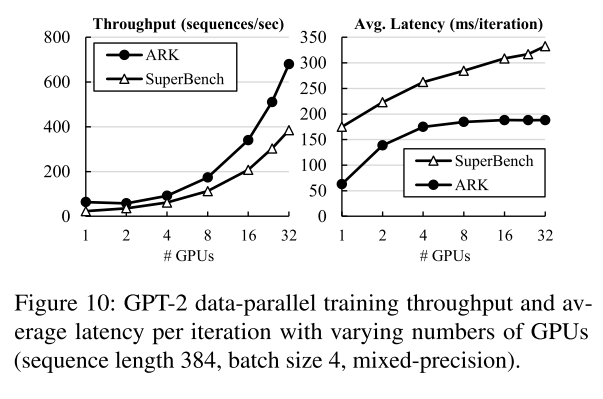 Throughput (sequences/sec)
800
600
400
200
0
ARK
SuperBench
1 2 4 8 16 32
# GPUs
Avg. Latency (ms/iteration)
350
300
250
200
150
100
50
0
SuperBench
ARK
1 2 4 8 16 32
# GPUs
Figure 10: GPT-2 data-parallel training throughput and av-
erage latency per iteration with varying numbers of GPUs
(sequence length 384, batch size 4, mixed-precision).